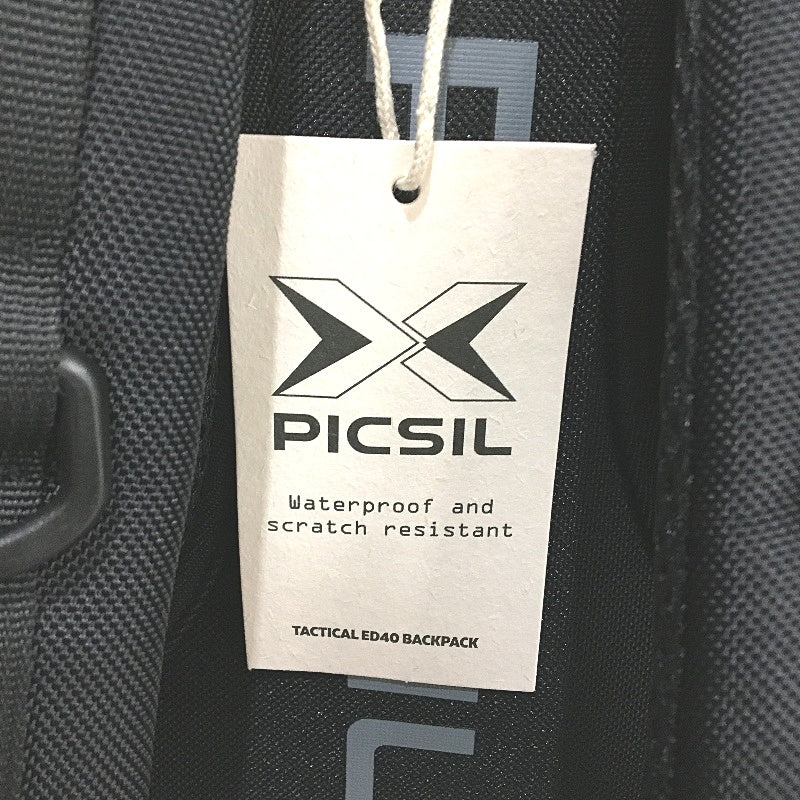 PICSIL
Waterproof and
scratch resistant
TACTICAL ED40 BACKPACK